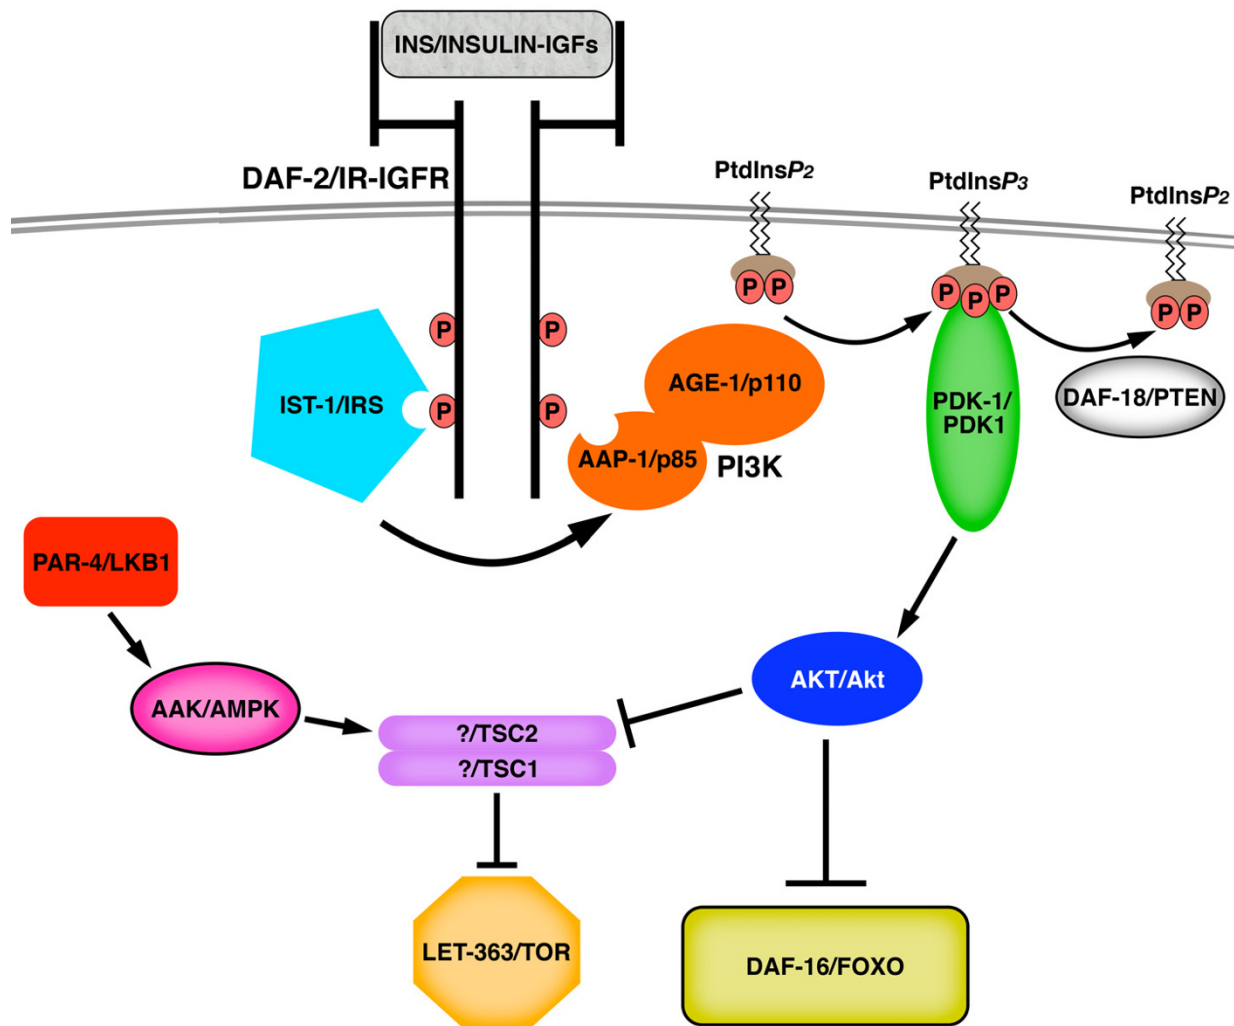 INS/INSULIN-IGFs
DAF-2/IR-IGFR
PtdInsP2
PtdInsP3
PtdInsP2
P P
P P P
P P
P
P
P
P
IST-1/IRS
AGE-1/p110
AAP-1/p85
PI3K
PDK-1/
PDK1
DAF-18/PTEN
PAR-4/LKB1
AAK/AMPK
AKT/Akt
?/TSC2
?/TSC1
LET-363/TOR
DAF-16/FOXO